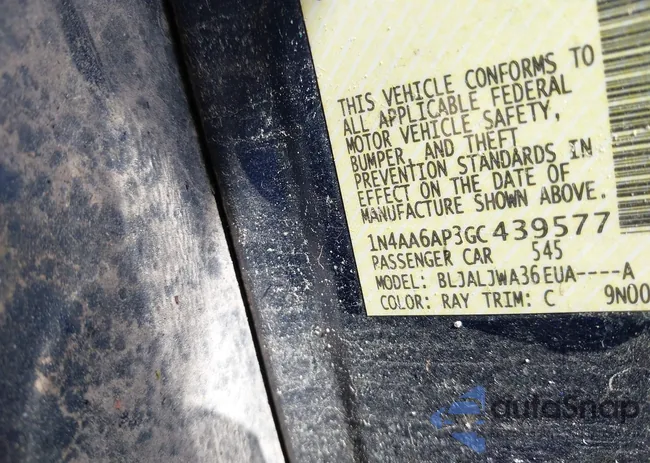 THIS VEHICLE CONFORMS TO
ALL APPLICABLE FEDERAL
MOTOR VEHICLE SAFETY,
BUMPER, AND THEFT
PREVENTION STANDARDS IN
EFFECT ON THE DATE OF
MANUFACTURE SHOWN ABOVE.
1N4AA6AP3GC439577
PASSENGER CAR 545
MODEL: BLJALJWA36EUA----A
COLOR: RAY TRIM: C 9N00
autoSnap